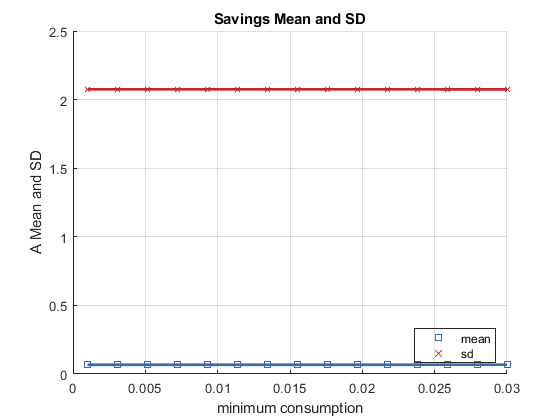 Savings Mean and SD
A Mean and SD
2.5
2
1.5
1
0.5
0
0 0.005 0.01 0.015 0.02 0.025 0.03
minimum consumption
mean
sd